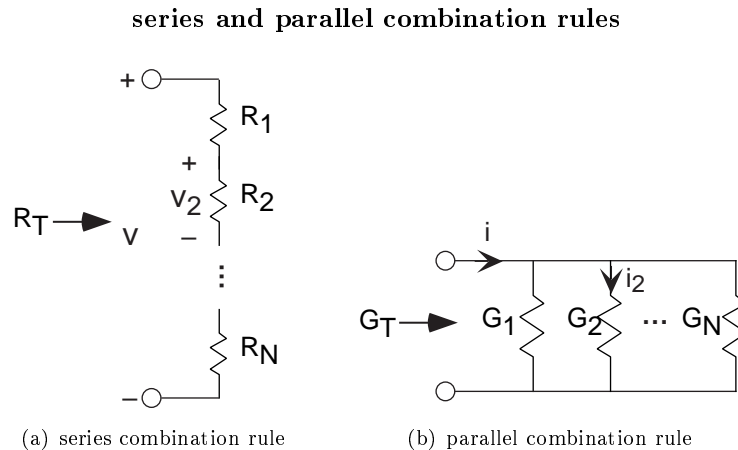 series and parallel combination rules
+
R1
+
v2
R2
–
RT
v
⋮
RN
–
i
i2
GT
G1
G2
...
GN
(a) series combination rule
(b) parallel combination rule